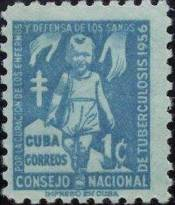 POR LA CURACION DE LOS ENFERMOS
Y DEFENSA DE LOS SANOS
DE TUBERCULOSIS 1956
CUBA
CORREOS
1¢
CONSEJO NACIONAL
IMPRESO EN CUBA